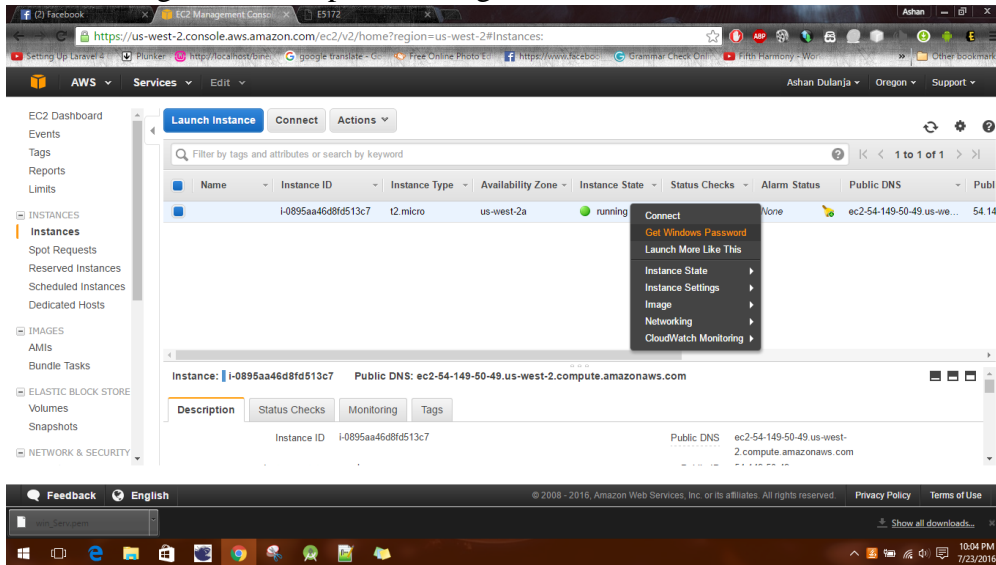 (2) Facebook
EC2 Management Conso
E5172
Ashan
https://us-west-2.console.aws.amazon.com/ec2/v2/home?region=us-west-2#Instances:
Setting Up Laravel 4
Plunker
http://localhost/bine
google translate - Go
Free Online Photo Ed
https://www.facebook
Grammar Check Onli
Fifth Harmony - Wor
»
Other bookmark
AWS
Services
Edit
Ashan Dulanja
Oregon
Support
EC2 Dashboard
Events
Tags
Reports
Limits
INSTANCES
Instances
Spot Requests
Reserved Instances
Scheduled Instances
Dedicated Hosts
IMAGES
AMIs
Bundle Tasks
ELASTIC BLOCK STORE
Volumes
Snapshots
NETWORK & SECURITY
Launch Instance
Connect
Actions
Filter by tags and attributes or search by keyword
1 to 1 of 1
Name
Instance ID
Instance Type
Availability Zone
Instance State
Status Checks
Alarm Status
Public DNS
Publ
i-0895aa46d8fd513c7
t2.micro
us-west-2a
running
None
ec2-54-149-50-49.us-we...
54.14
Connect
Get Windows Password
Launch More Like This
Instance State
Instance Settings
Image
Networking
CloudWatch Monitoring
Instance: i-0895aa46d8fd513c7 Public DNS: ec2-54-149-50-49.us-west-2.compute.amazonaws.com
Description
Status Checks
Monitoring
Tags
Instance ID
i-0895aa46d8fd513c7
Public DNS
ec2-54-149-50-49.us-west-
2.compute.amazonaws.com
Feedback
English
© 2008 - 2016, Amazon Web Services, Inc. or its affiliates. All rights reserved.
Privacy Policy
Terms of Use
win_Serv.pem
Show all downloads...
10:04 PM
7/23/2016